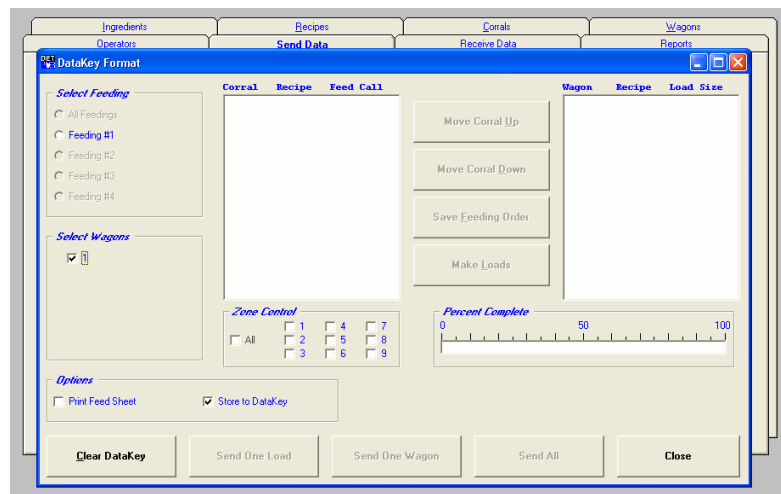 Ingredients Recipes Corrals Wagons
Operators Send Data Receive Data Reports
DataKey Format
Select Feeding
All Feedings
Feeding #1
Feeding #2
Feeding #3
Feeding #4
Select Wagons
1
Corral Recipe Feed Call
Move Corral Up
Move Corral Down
Save Feeding Order
Make Loads
Wagon Recipe Load Size
Zone Control
All
1 4 7
2 5 8
3 6 9
Percent Complete
0 50 100
Options
Print Feed Sheet Store to DataKey
Clear DataKey Send One Load Send One Wagon Send All Close